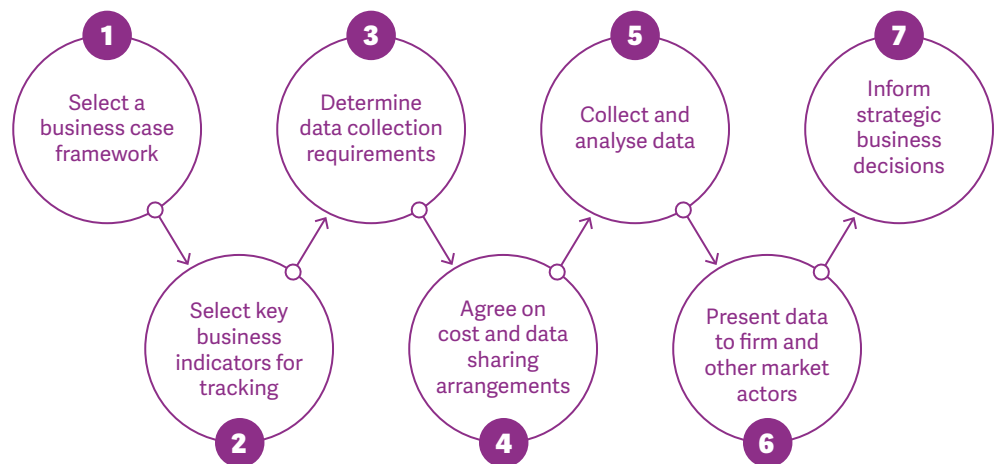 1
Select a
business case
framework
2
Select key
business
indicators for
tracking
3
Determine
data collection
requirements
4
Agree on
cost and data
sharing
arrangements
5
Collect and
analyse data
6
Present data
to firm and
other market
actors
7
Inform
strategic
business
decisions